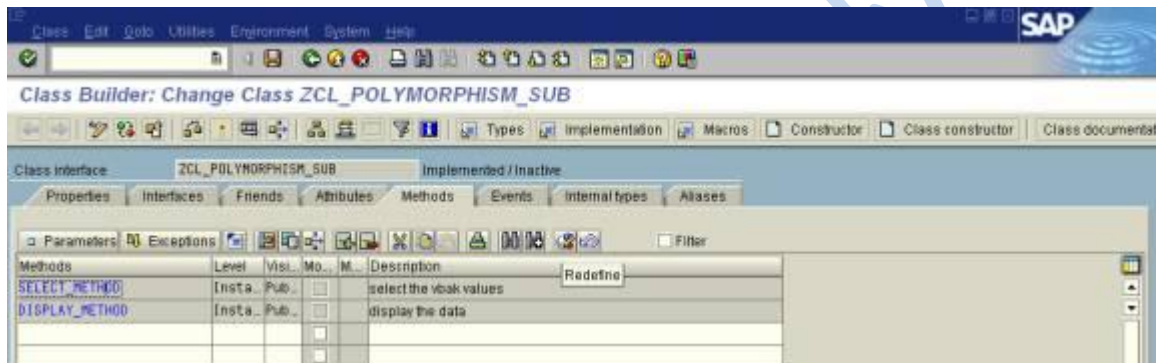 Class Edit Goto Utilities Environment System Help
SAP
Class Builder: Change Class ZCL_POLYMORPHISM_SUB
Types Implementation Macros Constructor Class constructor Class documentat
Class interface ZCL_POLYMORPHISM_SUB Implemented / Inactive
Properties Interfaces Friends Attributes Methods Events Internal types Aliases
Parameters Exceptions Filter
Methods Level Visi... Mo... M... Description
Redefine
SELECT_METHOD Insta.. Pub.. select the vbak values
DISPLAY_METHOD Insta.. Pub.. display the data